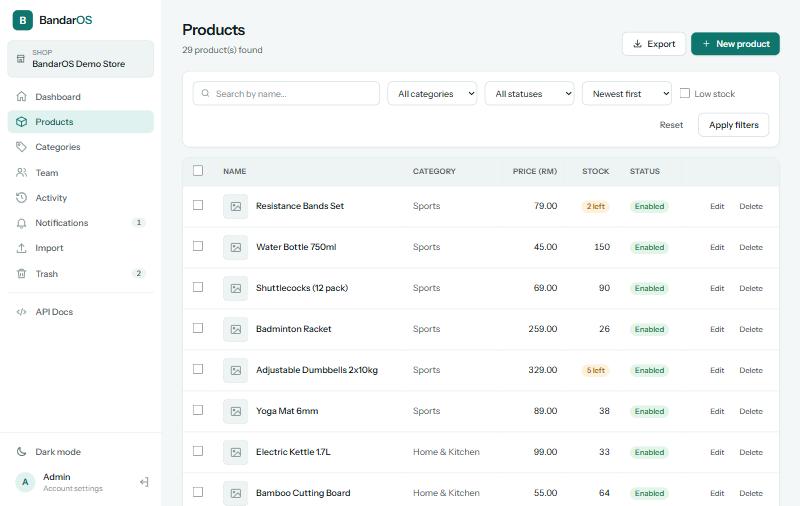 B BandarOS
SHOP
BandarOS Demo Store
Dashboard
Products
Categories
Team
Activity
Notifications 1
Import
Trash 2
API Docs
Dark mode
A Admin
Account settings
Products
29 product(s) found
Export
New product
Search by name...
All categories
All statuses
Newest first
Low stock
Reset
Apply filters
NAME CATEGORY PRICE (RM) STOCK STATUS
Resistance Bands Set Sports 79.00 2 left Enabled Edit Delete
Water Bottle 750ml Sports 45.00 150 Enabled Edit Delete
Shuttlecocks (12 pack) Sports 69.00 90 Enabled Edit Delete
Badminton Racket Sports 259.00 26 Enabled Edit Delete
Adjustable Dumbbells 2x10kg Sports 329.00 5 left Enabled Edit Delete
Yoga Mat 6mm Sports 89.00 38 Enabled Edit Delete
Electric Kettle 1.7L Home & Kitchen 99.00 33 Enabled Edit Delete
Bamboo Cutting Board Home & Kitchen 55.00 64 Enabled Edit Delete